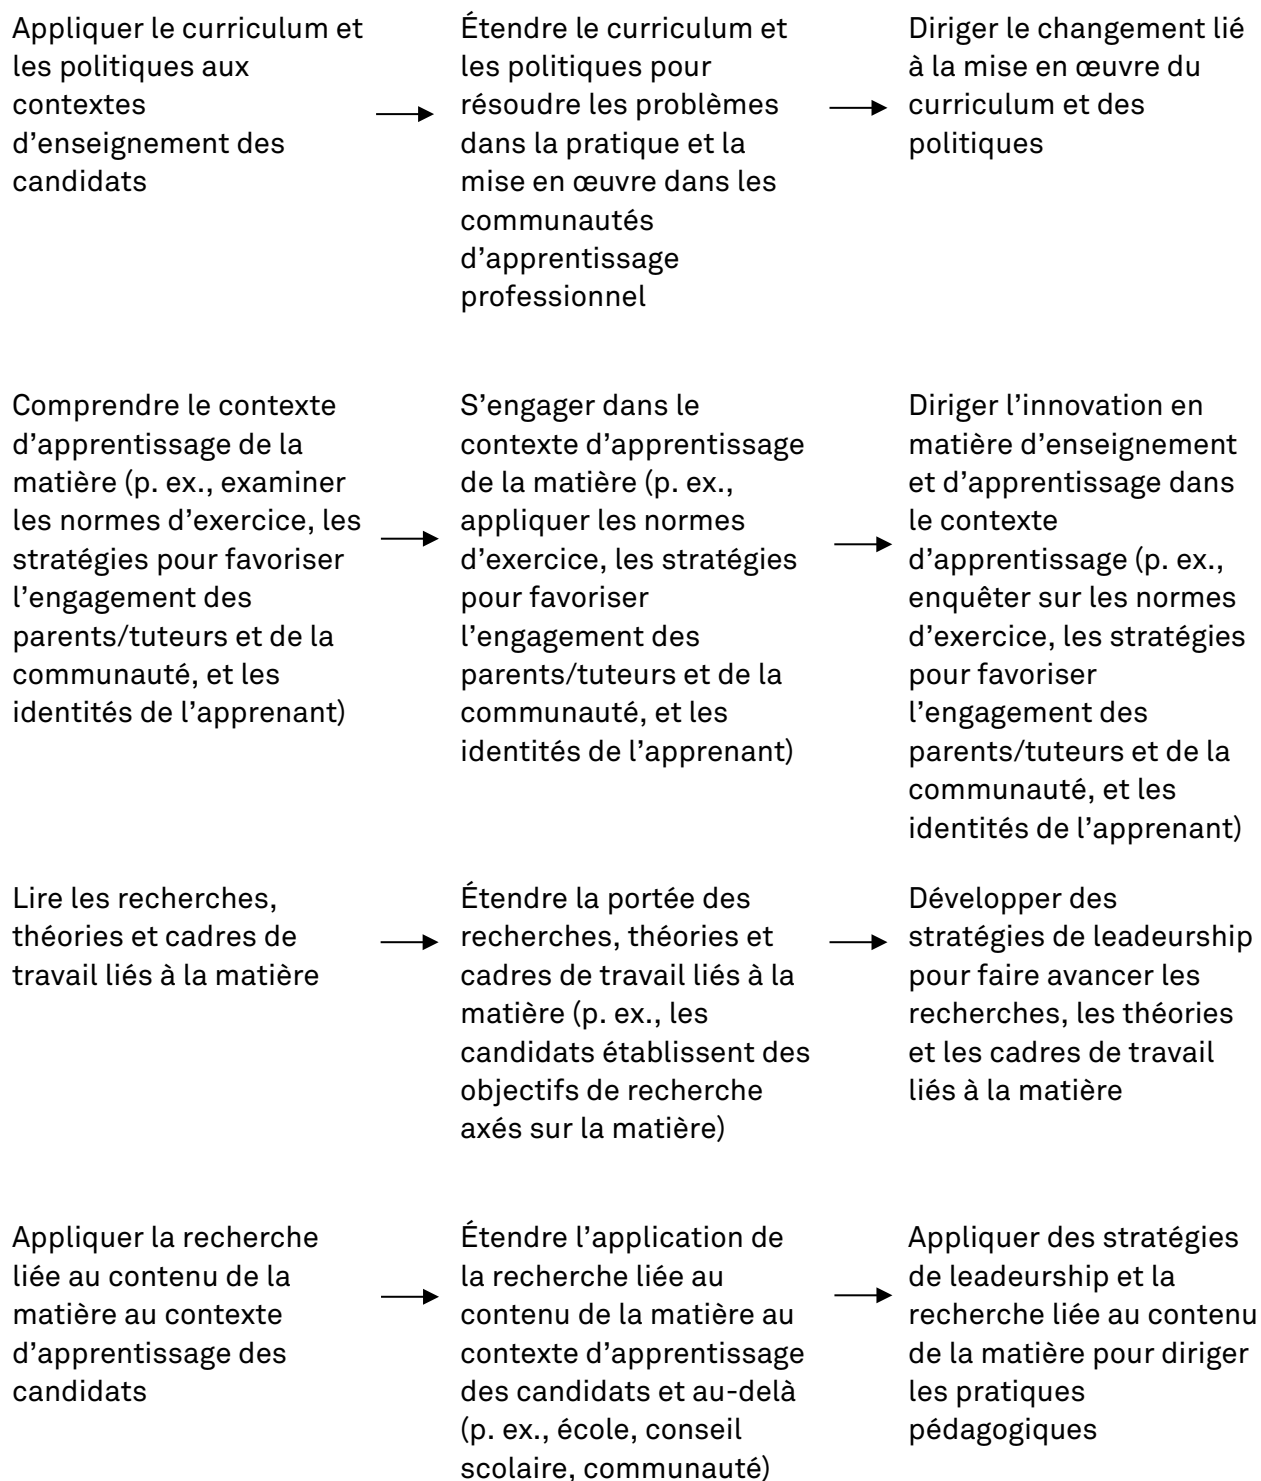 Appliquer le curriculum et
les politiques aux
contextes
d’enseignement des
candidats
Étendre le curriculum et
les politiques pour
résoudre les problèmes
dans la pratique et la
mise en œuvre dans les
communautés
d’apprentissage
professionnel
Diriger le changement lié
à la mise en œuvre du
curriculum et des
politiques
Comprendre le contexte
d’apprentissage de la
matière (p. ex., examiner
les normes d’exercice, les
stratégies pour favoriser
l’engagement des
parents/tuteurs et de la
communauté, et les
identités de l’apprenant)
S’engager dans le
contexte d’apprentissage
de la matière (p. ex.,
appliquer les normes
d’exercice, les stratégies
pour favoriser
l’engagement des
parents/tuteurs et de la
communauté, et les
identités de l’apprenant)
Diriger l’innovation en
matière d’enseignement
et d’apprentissage dans
le contexte
d’apprentissage (p. ex.,
enquêter sur les normes
d’exercice, les stratégies
pour favoriser
l’engagement des
parents/tuteurs et de la
communauté, et les
identités de l’apprenant)
Lire les recherches,
théories et cadres de
travail liés à la matière
Étendre la portée des
recherches, théories et
cadres de travail liés à la
matière (p. ex., les
candidats établissent des
objectifs de recherche
axés sur la matière)
Développer des
stratégies de leadeurship
pour faire avancer les
recherches, les théories
et les cadres de travail
liés à la matière
Appliquer la recherche
liée au contenu de la
matière au contexte
d’apprentissage des
candidats
Étendre l’application de
la recherche liée au
contenu de la matière au
contexte d’apprentissage
des candidats et au-delà
(p. ex., école, conseil
scolaire, communauté)
Appliquer des stratégies
de leadeurship et la
recherche liée au contenu
de la matière pour diriger
les pratiques
pédagogiques